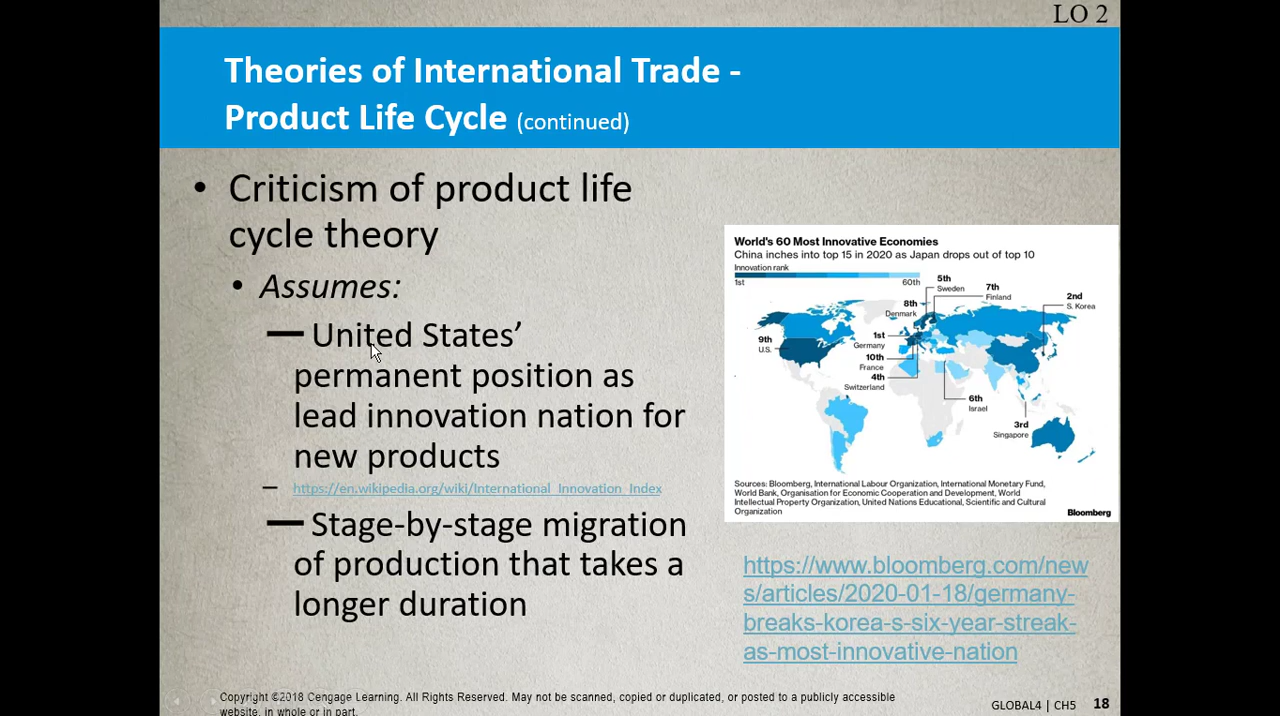 LO 2
Theories of International Trade -
Product Life Cycle (continued)
• Criticism of product life
cycle theory
• Assumes:
— United States’
permanent position as
lead innovation nation for
new products
– https://en.wikipedia.org/wiki/International_Innovation_Index
— Stage-by-stage migration
of production that takes a
longer duration
World's 60 Most Innovative Economies
China inches into top 15 in 2020 as Japan drops out of top 10
Innovation rank
1st
60th
5th
Sweden
7th
Finland
2nd
S. Korea
8th
Denmark
9th
U.S.
1st
Germany
10th
France
4th
Switzerland
6th
Israel
3rd
Singapore
Sources: Bloomberg, International Labour Organization, International Monetary Fund,
World Bank, Organisation for Economic Cooperation and Development, World
Intellectual Property Organization, United Nations Educational, Scientific and Cultural
Organization
Bloomberg
https://www.bloomberg.com/new
s/articles/2020-01-18/germany-
breaks-korea-s-six-year-streak-
as-most-innovative-nation
Copyright ©2018 Cengage Learning. All Rights Reserved. May not be scanned, copied or duplicated, or posted to a publicly accessible
website, in whole or in part.
GLOBAL4 | CH5 18